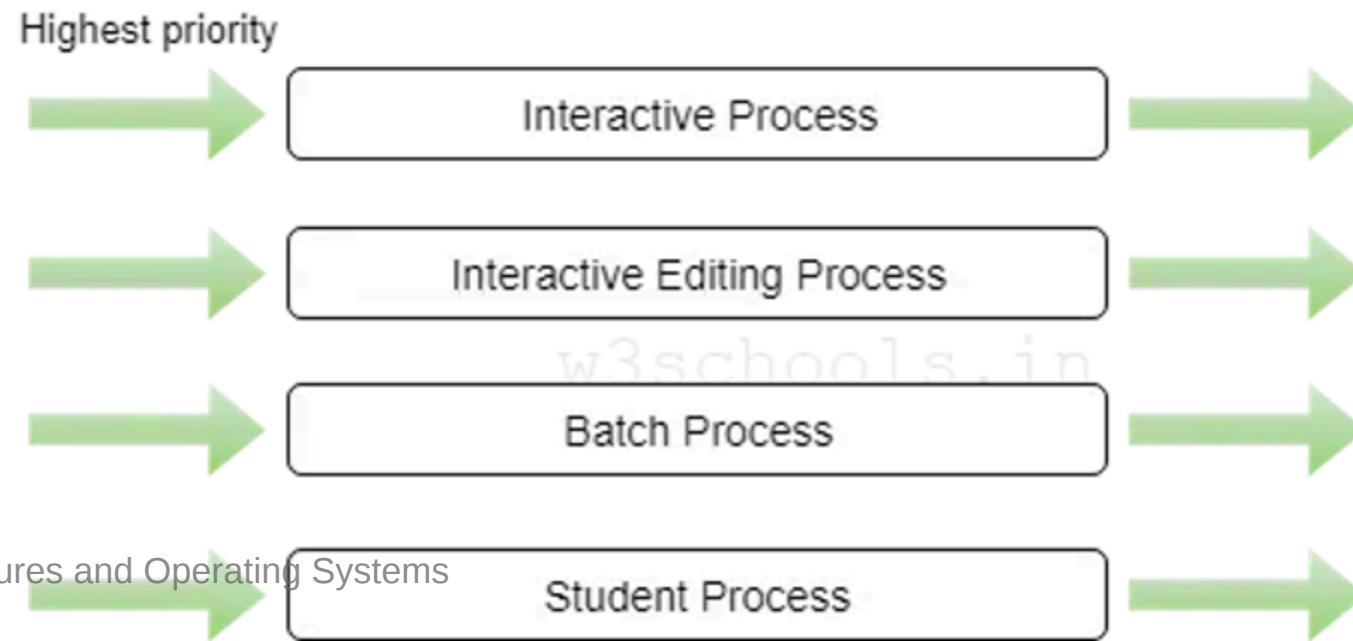 Highest priority
Interactive Process
Interactive Editing Process
w3schools.in
Batch Process
ures and Operating Systems
Student Process